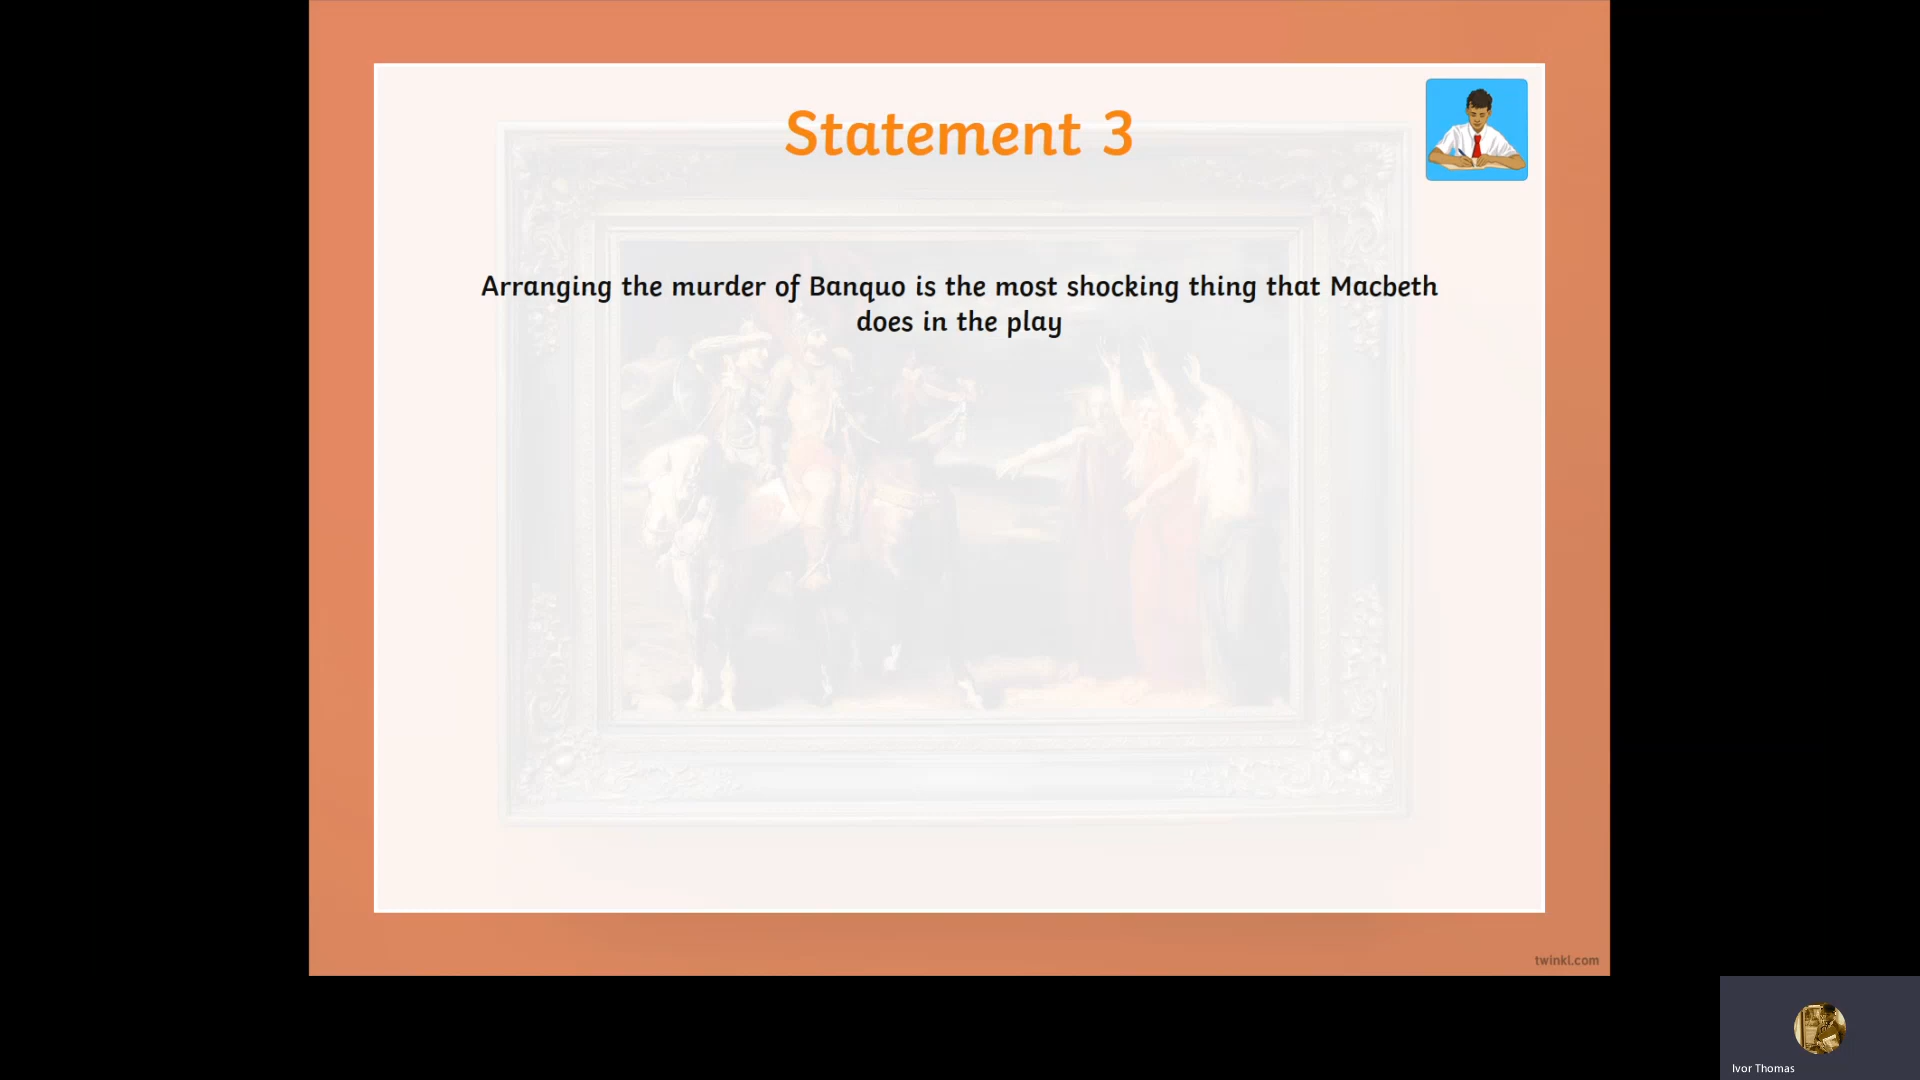 Statement 3
Arranging the murder of Banquo is the most shocking thing that Macbeth
does in the play
twinkl.com
Ivor Thomas